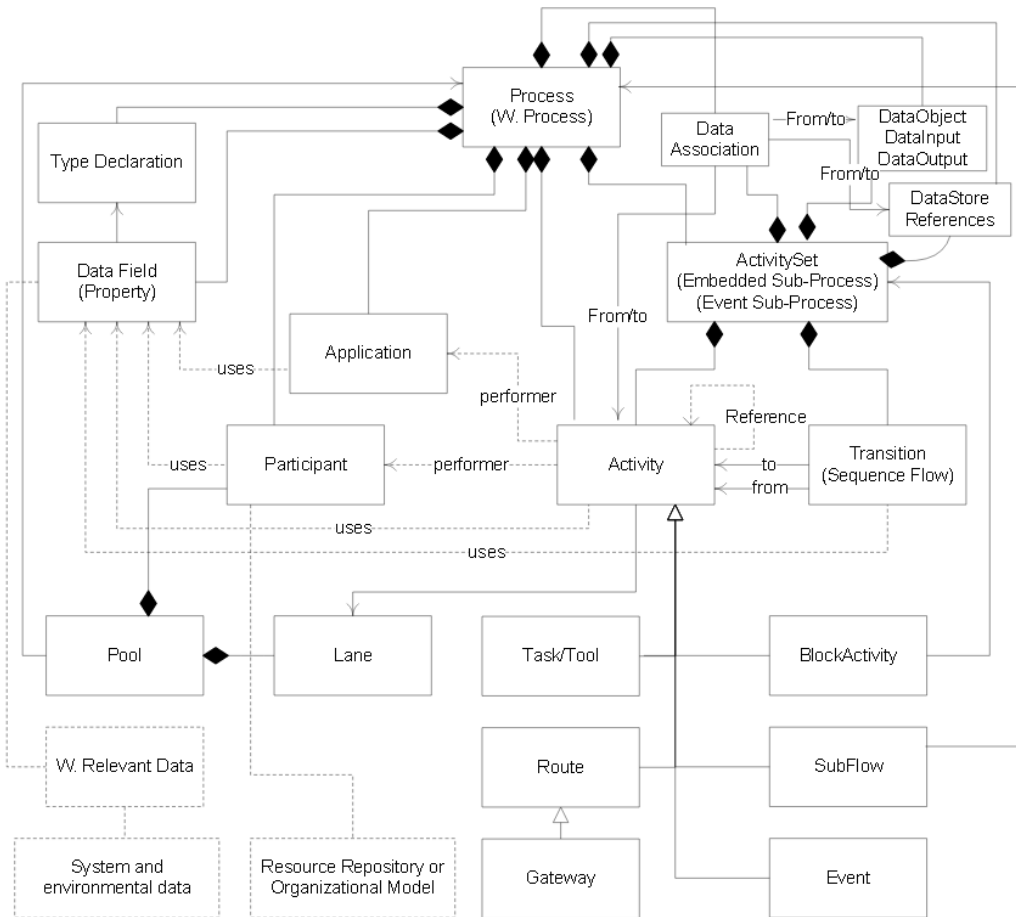 Process
(W. Process)
Data
Association
From/to
DataObject
DataInput
DataOutput
Type Declaration
From/to
DataStore
References
Data Field
(Property)
ActivitySet
(Embedded Sub-Process)
(Event Sub-Process)
From/to
Application
uses
performer
Reference
Participant
uses
performer
Activity
to
from
Transition
(Sequence Flow)
uses
uses
Pool
Lane
Task/Tool
BlockActivity
W. Relevant Data
Route
SubFlow
System and
environmental data
Resource Repository or
Organizational Model
Gateway
Event